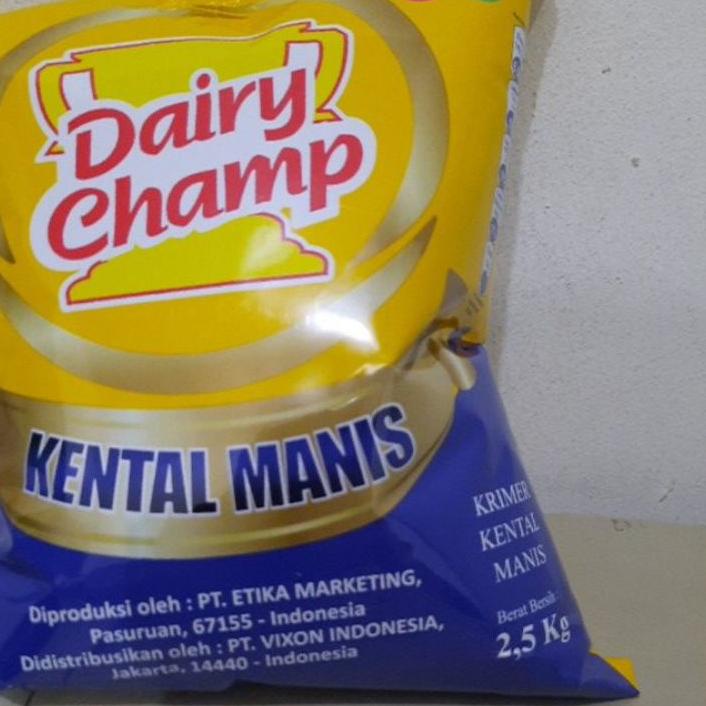 Dairy
Champ
KENTAL MANIS
KRIMER
KENTAL
MANIS
Berat Bersih :
2,5 Kg
Diproduksi oleh : PT. ETIKA MARKETING,
Pasuruan, 67155 - Indonesia
Didistribusikan oleh : PT. VIXON INDONESIA,
Jakarta, 14440 - Indonesia